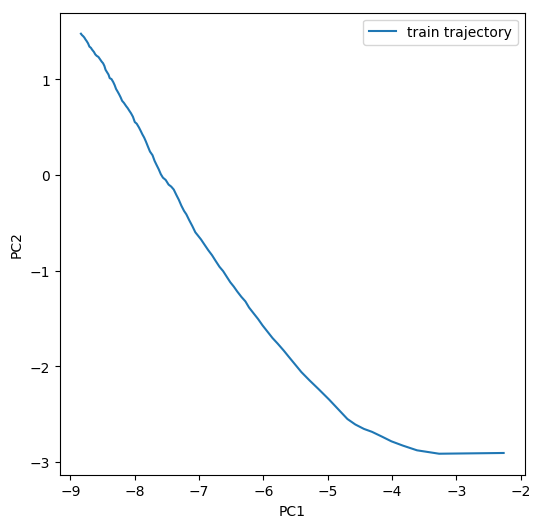 train trajectory
1
0
−1
−2
−3
PC2
−9 −8 −7 −6 −5 −4 −3 −2
PC1